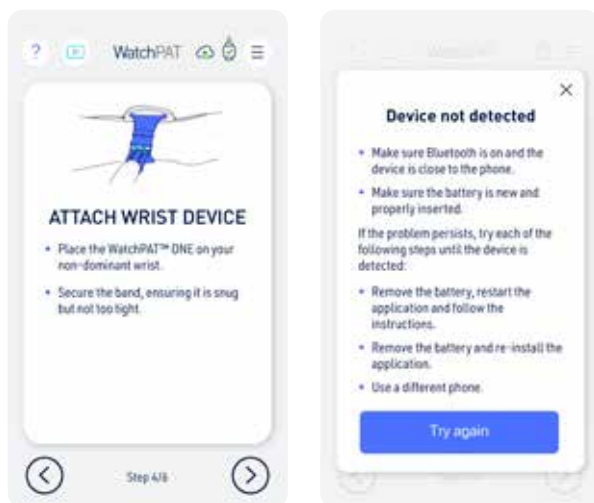 ?
WatchPAT
ATTACH WRIST DEVICE
• Place the WatchPAT™ ONE on your
non-dominant wrist.
• Secure the band, ensuring it is snug
but not too tight.
Step 4/6
Device not detected
• Make sure Bluetooth is on and the
device is close to the phone.
• Make sure the battery is new and
properly inserted.
If the problem persists, try each of the
following steps until the device is
detected:
• Remove the battery, restart the
application and follow the
instructions.
• Remove the battery and re-install the
application.
• Use a different phone.
Try again